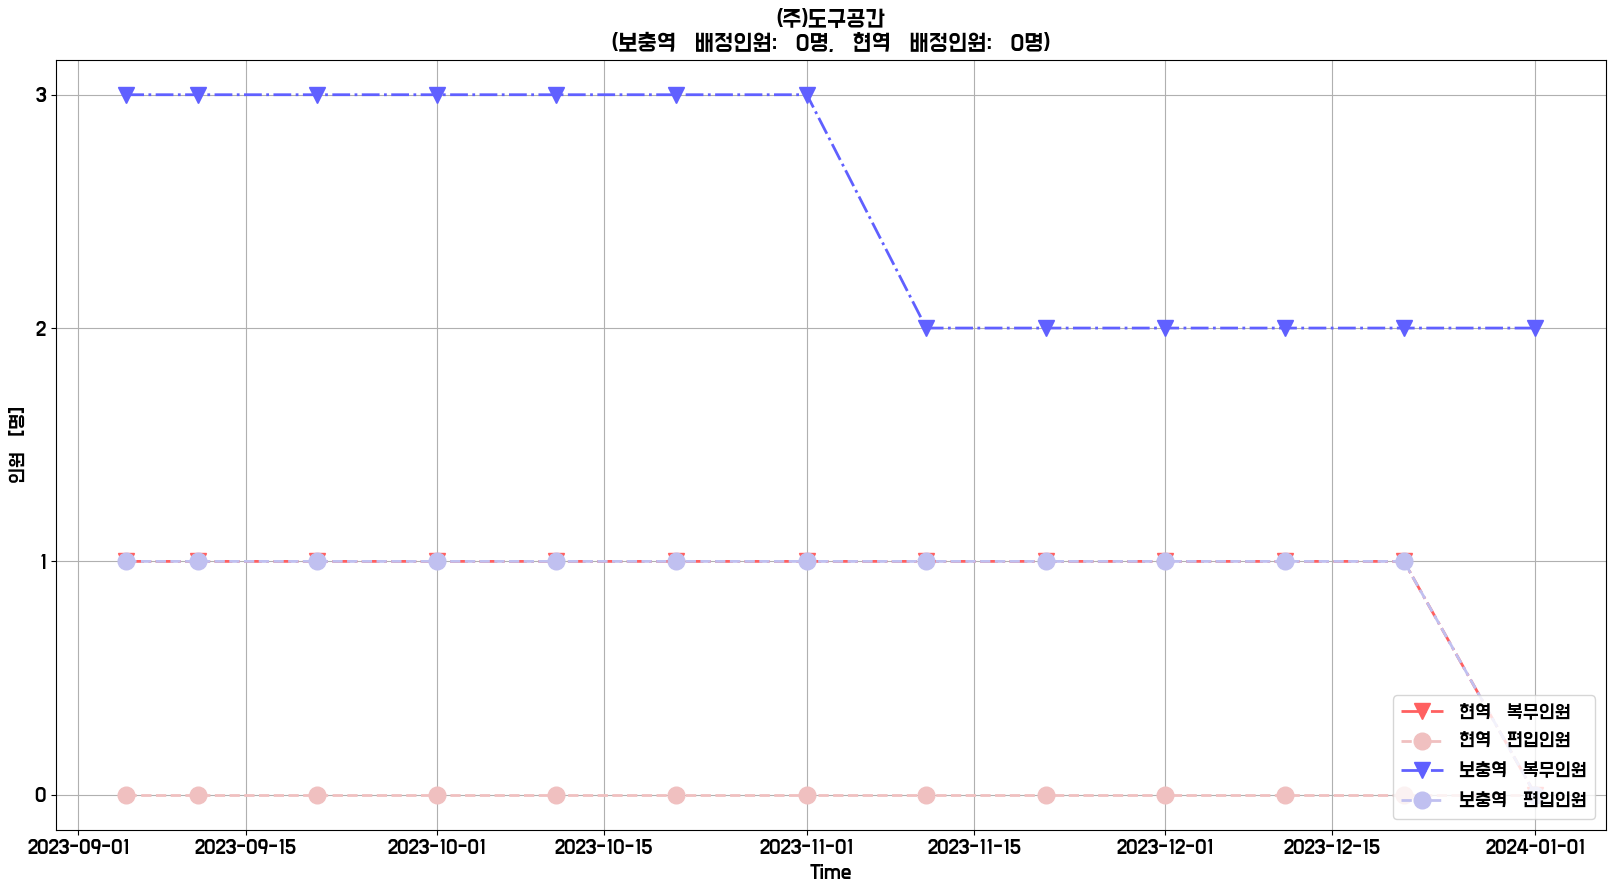 (주)도구공간
(보충역 배정인원: 0명, 현역 배정인원: 0명)
3
2
1
0
인원 [명]
2023-09-01 2023-09-15 2023-10-01 2023-10-15 2023-11-01 2023-11-15 2023-12-01 2023-12-15 2024-01-01
Time
현역 복무인원
현역 편입인원
보충역 복무인원
보충역 편입인원